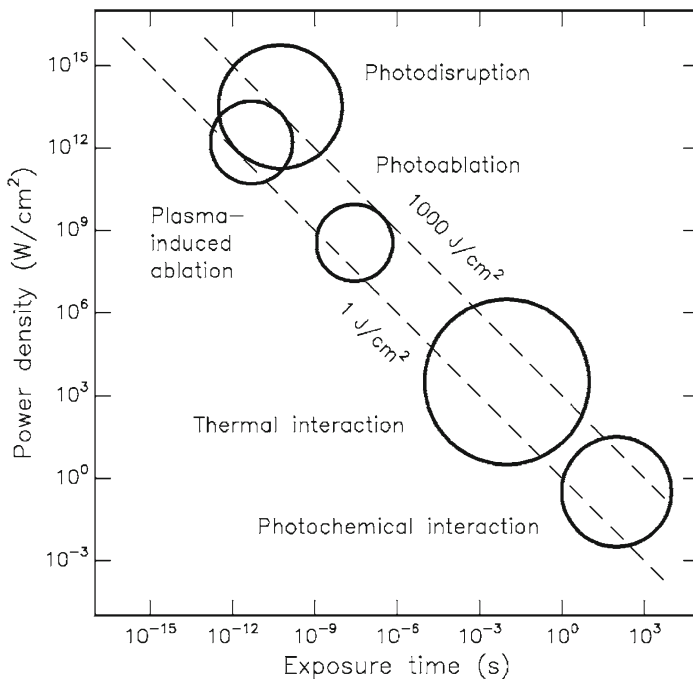 10¹⁵
10¹²
10⁹
10⁶
10³
10⁰
10⁻³
Power density (W/cm²)
Photodisruption
Photoablation
Plasma–
induced
ablation
1000 J/cm²
1 J/cm²
Thermal interaction
Photochemical interaction
10⁻¹⁵ 10⁻¹² 10⁻⁹ 10⁻⁶ 10⁻³ 10⁰ 10³
Exposure time (s)